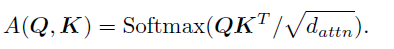 A(Q, K) = Softmax(QK^T/√d_attn).